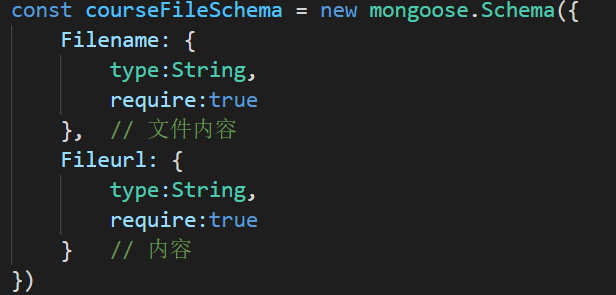 const courseFileSchema = new mongoose.Schema({
    Filename: {
        type:String,
        require:true
    },  // 文件内容
    Fileurl: {
        type:String,
        require:true
    }   // 内容
})